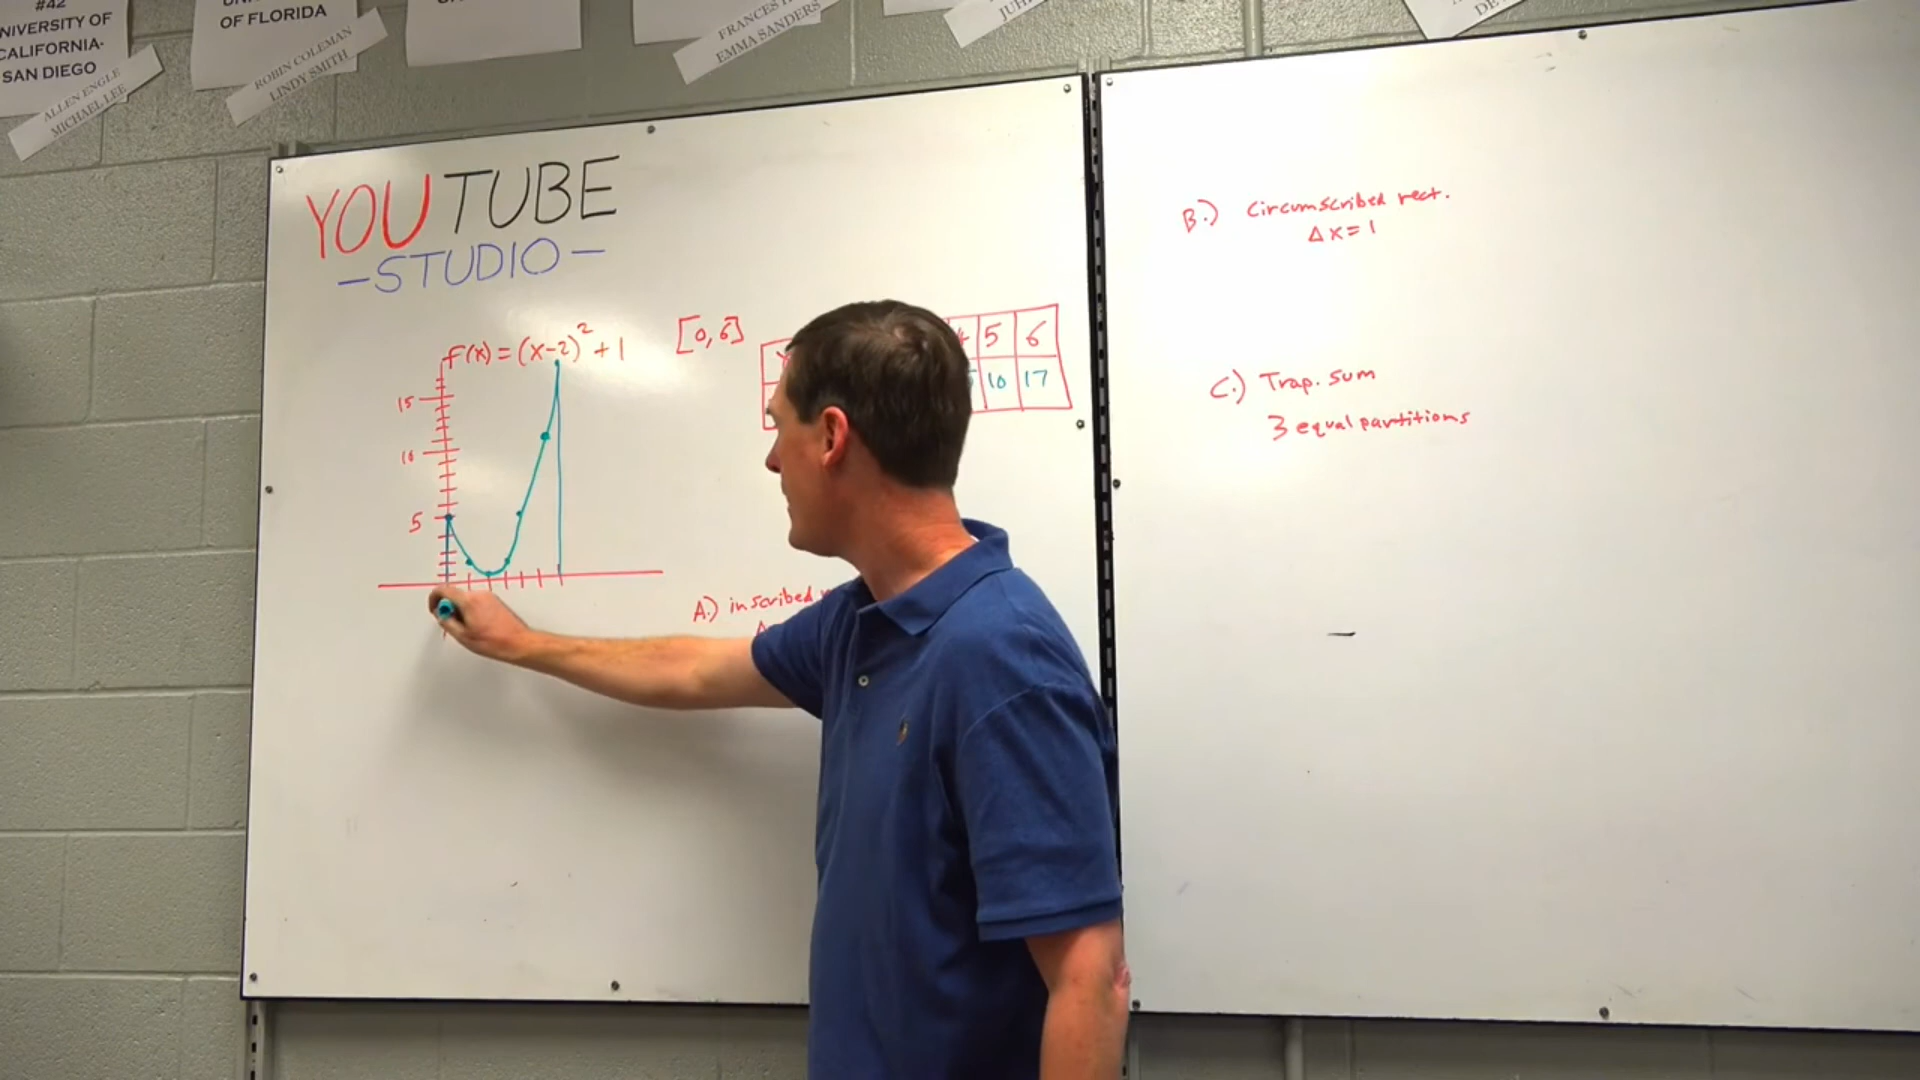 #42
UNIVERSITY OF
CALIFORNIA-
SAN DIEGO
ALLEN ENGLE
MICHAEL LEE
OF FLORIDA
ROBIN COLEMAN
LINDY SMITH
FRANCES
EMMA SANDERS
YOUTUBE
-STUDIO-
f(x) = (x-2)² + 1
[0,6]
5 6
10 17
15
10
5
A.) inscribed
B.) Circumscribed rect.
Δx = 1
C.) Trap. sum
3 equal partitions